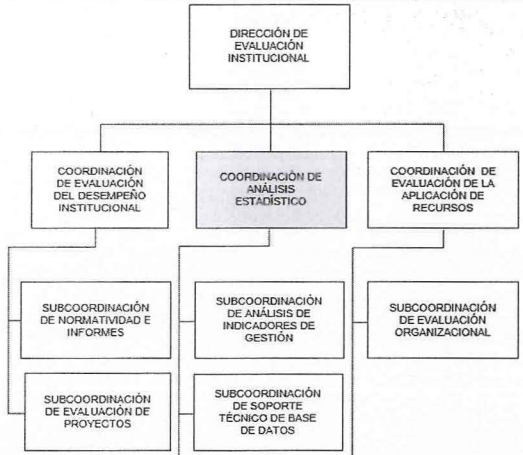 DIRECCIÓN DE
EVALUACIÓN
INSTITUCIONAL
COORDINACIÓN
DE EVALUACIÓN
DEL DESEMPEÑO
INSTITUCIONAL
COORDINACIÓN DE
ANÁLISIS
ESTADÍSTICO
COORDINACIÓN DE
EVALUACIÓN DE LA
APLICACIÓN DE
RECURSOS
SUBCOORDINACIÓN
DE NORMATIVIDAD E
INFORMES
SUBCOORDINACIÓN
DE ANÁLISIS DE
INDICADORES DE
GESTIÓN
SUBCOORDINACIÓN
DE EVALUACIÓN
ORGANIZACIONAL
SUBCOORDINACIÓN
DE EVALUACIÓN DE
PROYECTOS
SUBCOORDINACIÓN
DE SOPORTE
TÉCNICO DE BASE
DE DATOS